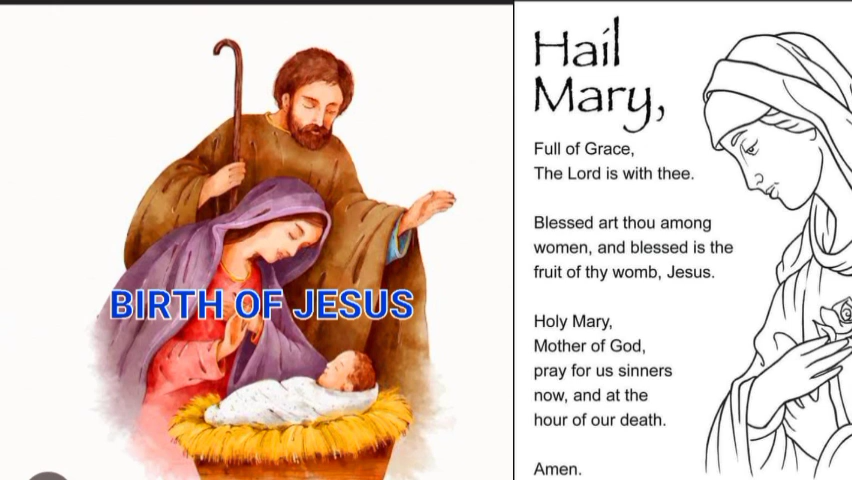 BIRTH OF JESUS
Hail
Mary,
Full of Grace,
The Lord is with thee.
Blessed art thou among
women, and blessed is the
fruit of thy womb, Jesus.
Holy Mary,
Mother of God,
pray for us sinners
now, and at the
hour of our death.
Amen.